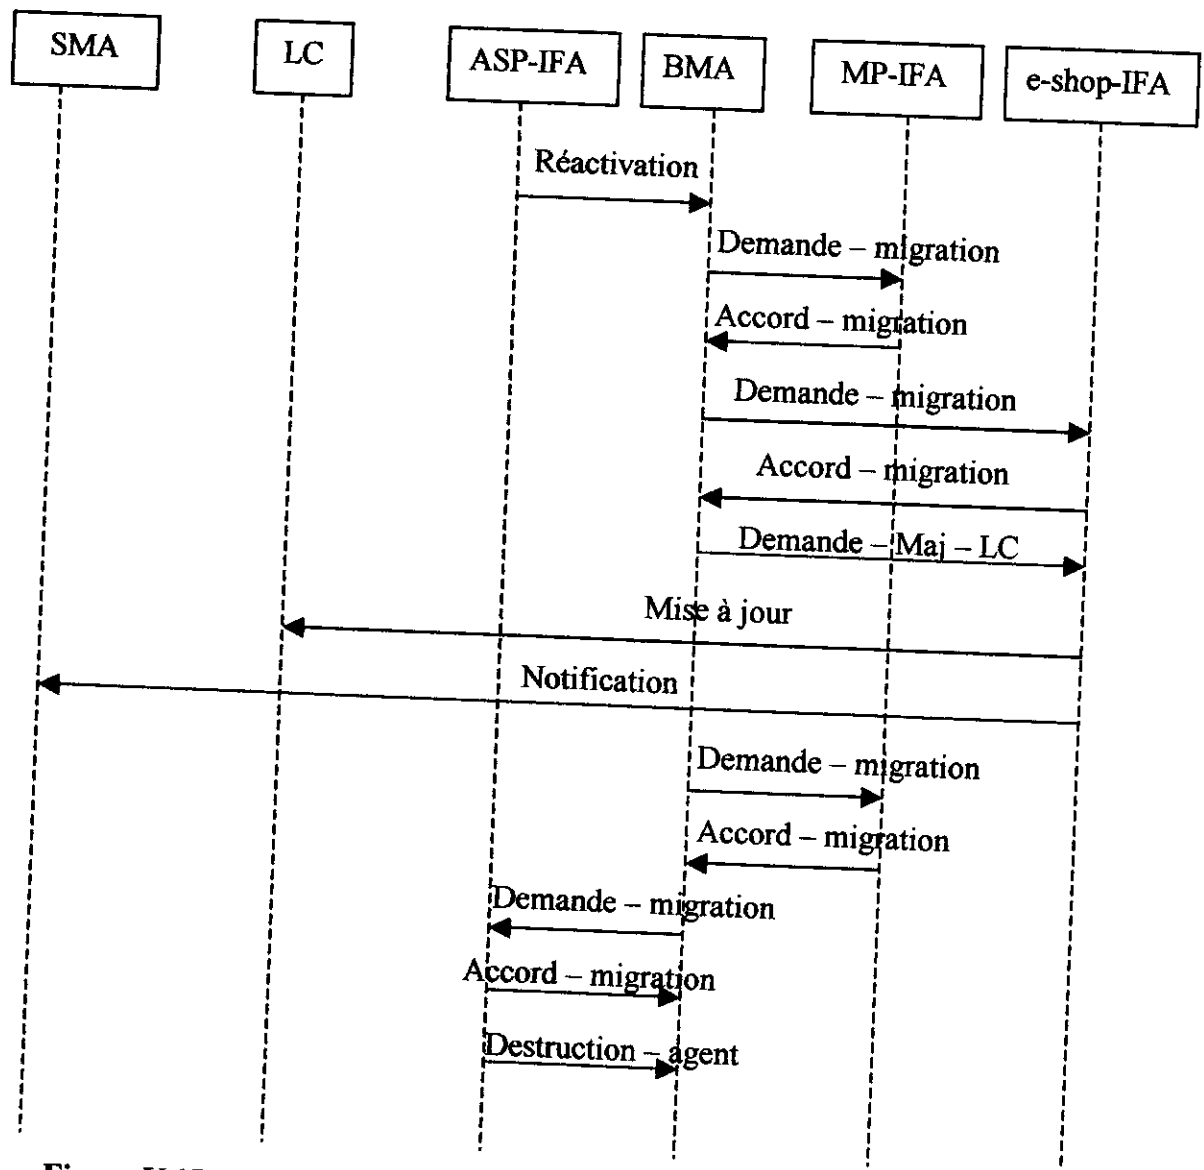 SMA
LC
ASP-IFA
BMA
MP-IFA
e-shop-IFA
Réactivation
Demande – migration
Accord – migration
Demande – migration
Accord – migration
Demande – Maj – LC
Mise à jour
Notification
Demande – migration
Accord – migration
Demande – migration
Accord – migration
Destruction – agent